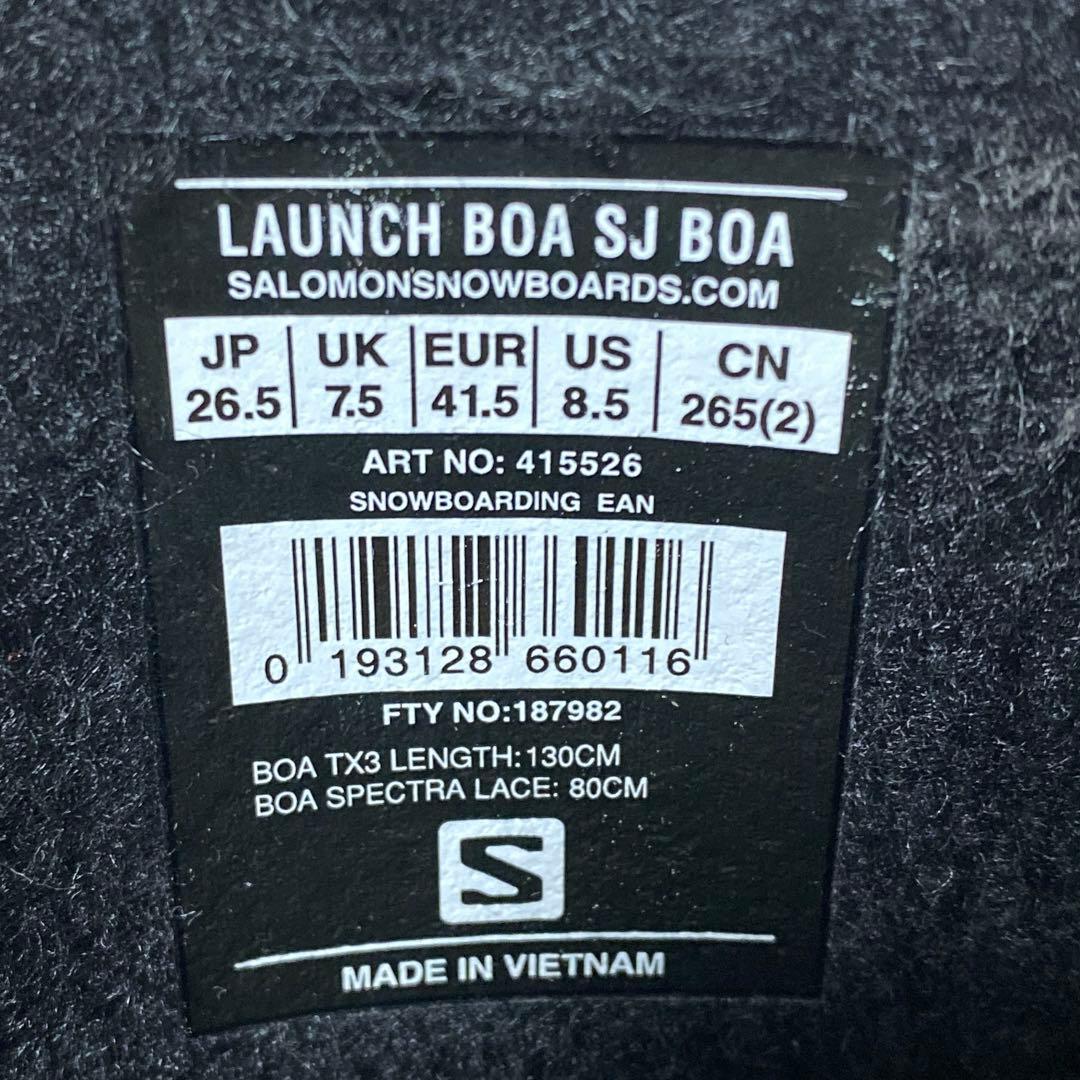 LAUNCH BOA SJ BOA
SALOMONSNOWBOARDS.COM
JP UK EUR US CN
26.5 7.5 41.5 8.5 265(2)
ART NO: 415526
SNOWBOARDING EAN
0 193128 660116
FTY NO:187982
BOA TX3 LENGTH:130CM
BOA SPECTRA LACE: 80CM
S
MADE IN VIETNAM